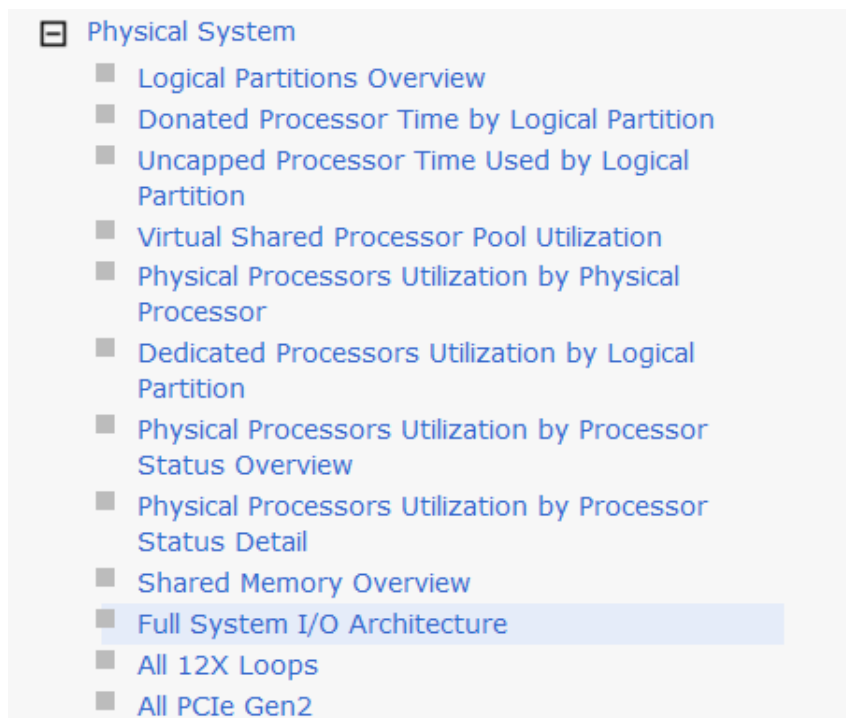 Physical System
Logical Partitions Overview
Donated Processor Time by Logical Partition
Uncapped Processor Time Used by Logical
Partition
Virtual Shared Processor Pool Utilization
Physical Processors Utilization by Physical
Processor
Dedicated Processors Utilization by Logical
Partition
Physical Processors Utilization by Processor
Status Overview
Physical Processors Utilization by Processor
Status Detail
Shared Memory Overview
Full System I/O Architecture
All 12X Loops
All PCIe Gen2